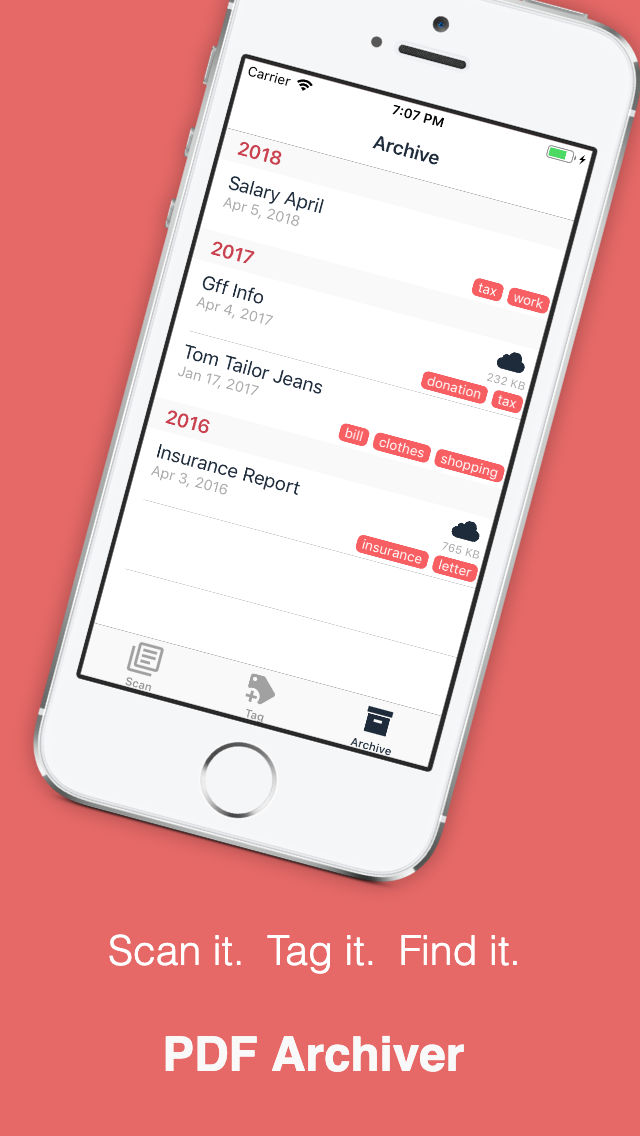 Carrier
7:07 PM
Archive
2018
Salary April
Apr 5, 2018
tax work
2017
Gff Info
Apr 4, 2017
232 KB
donation tax
Tom Tailor Jeans
Jan 17, 2017
bill clothes shopping
2016
Insurance Report
Apr 3, 2016
765 KB
insurance letter
Scan
Tag
Archive
Scan it. Tag it. Find it.
PDF Archiver